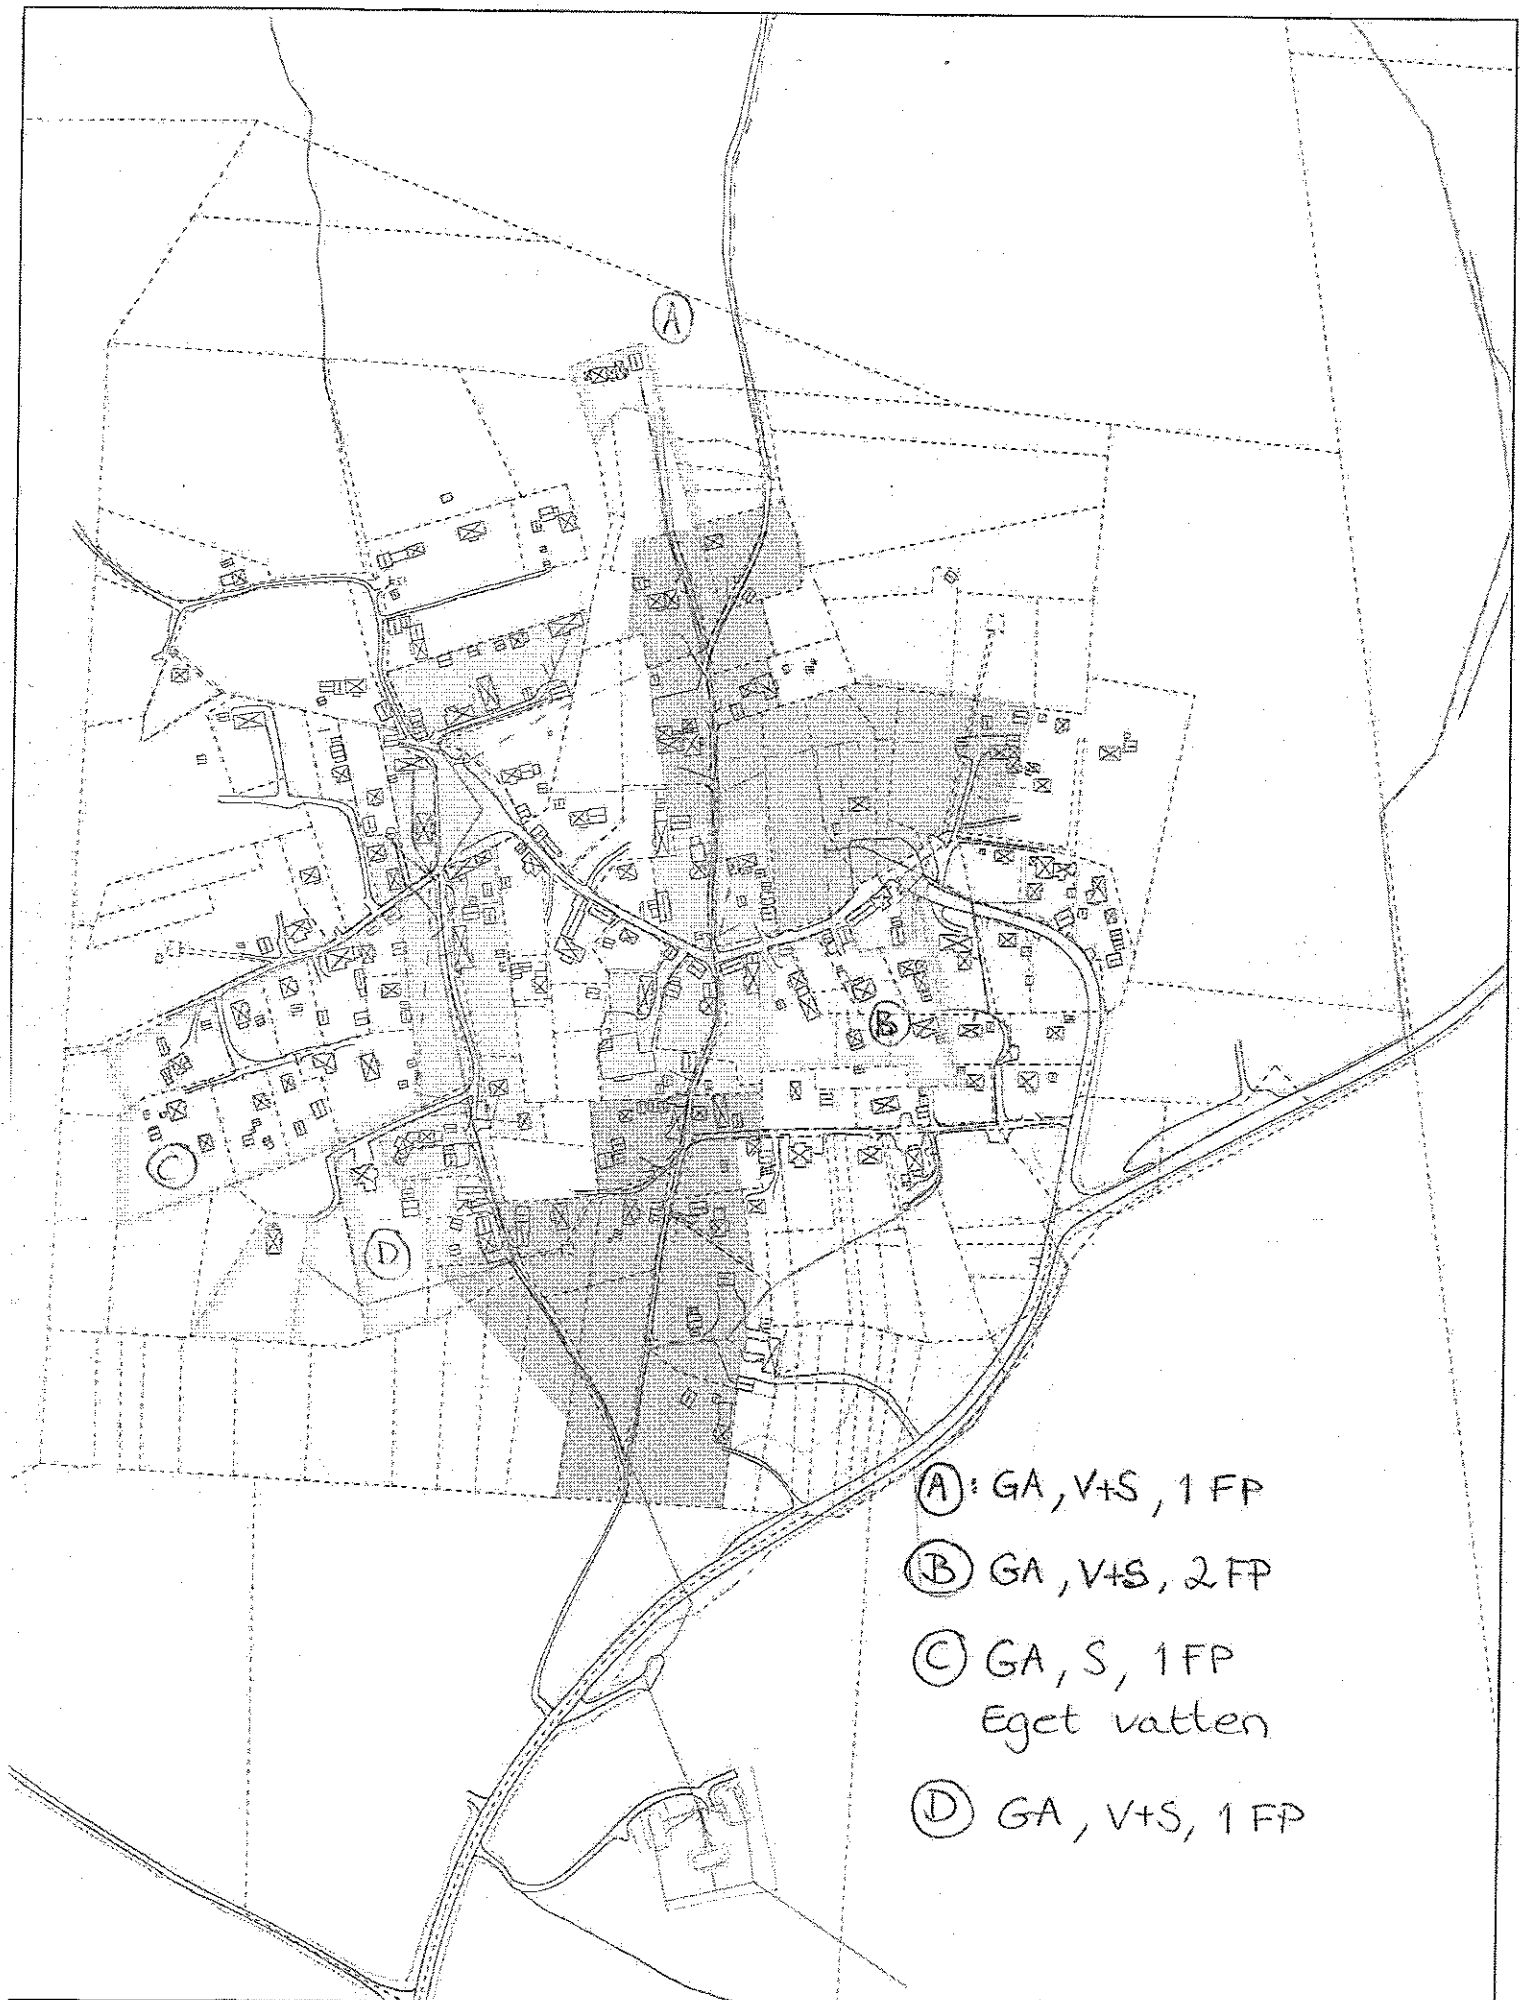 A
B
C
D
A: GA, V+S, 1 FP
B GA, V+S, 2 FP
C GA, S, 1 FP
Eget vatten
D GA, V+S, 1 FP